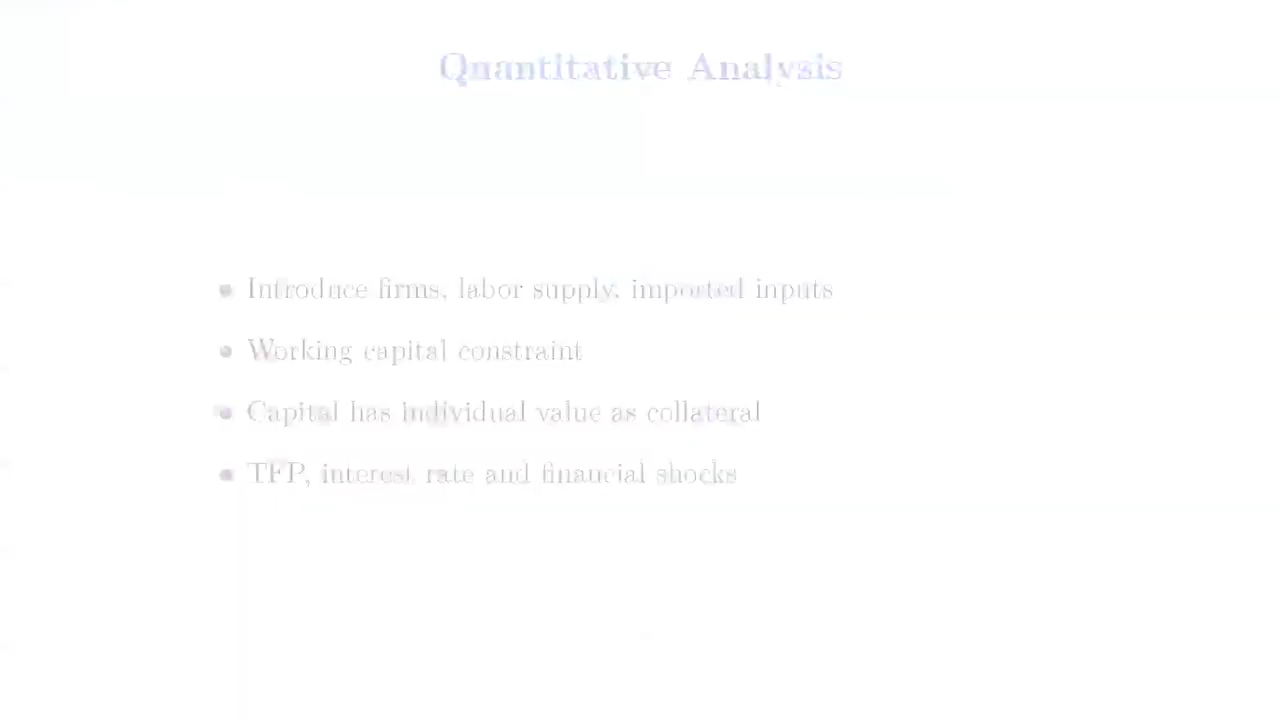 Quantitative Analysis
• Introduce firms, labor supply, imported inputs
• Working capital constraint
• Capital has individual value as collateral
• TFP, interest rate and financial shocks